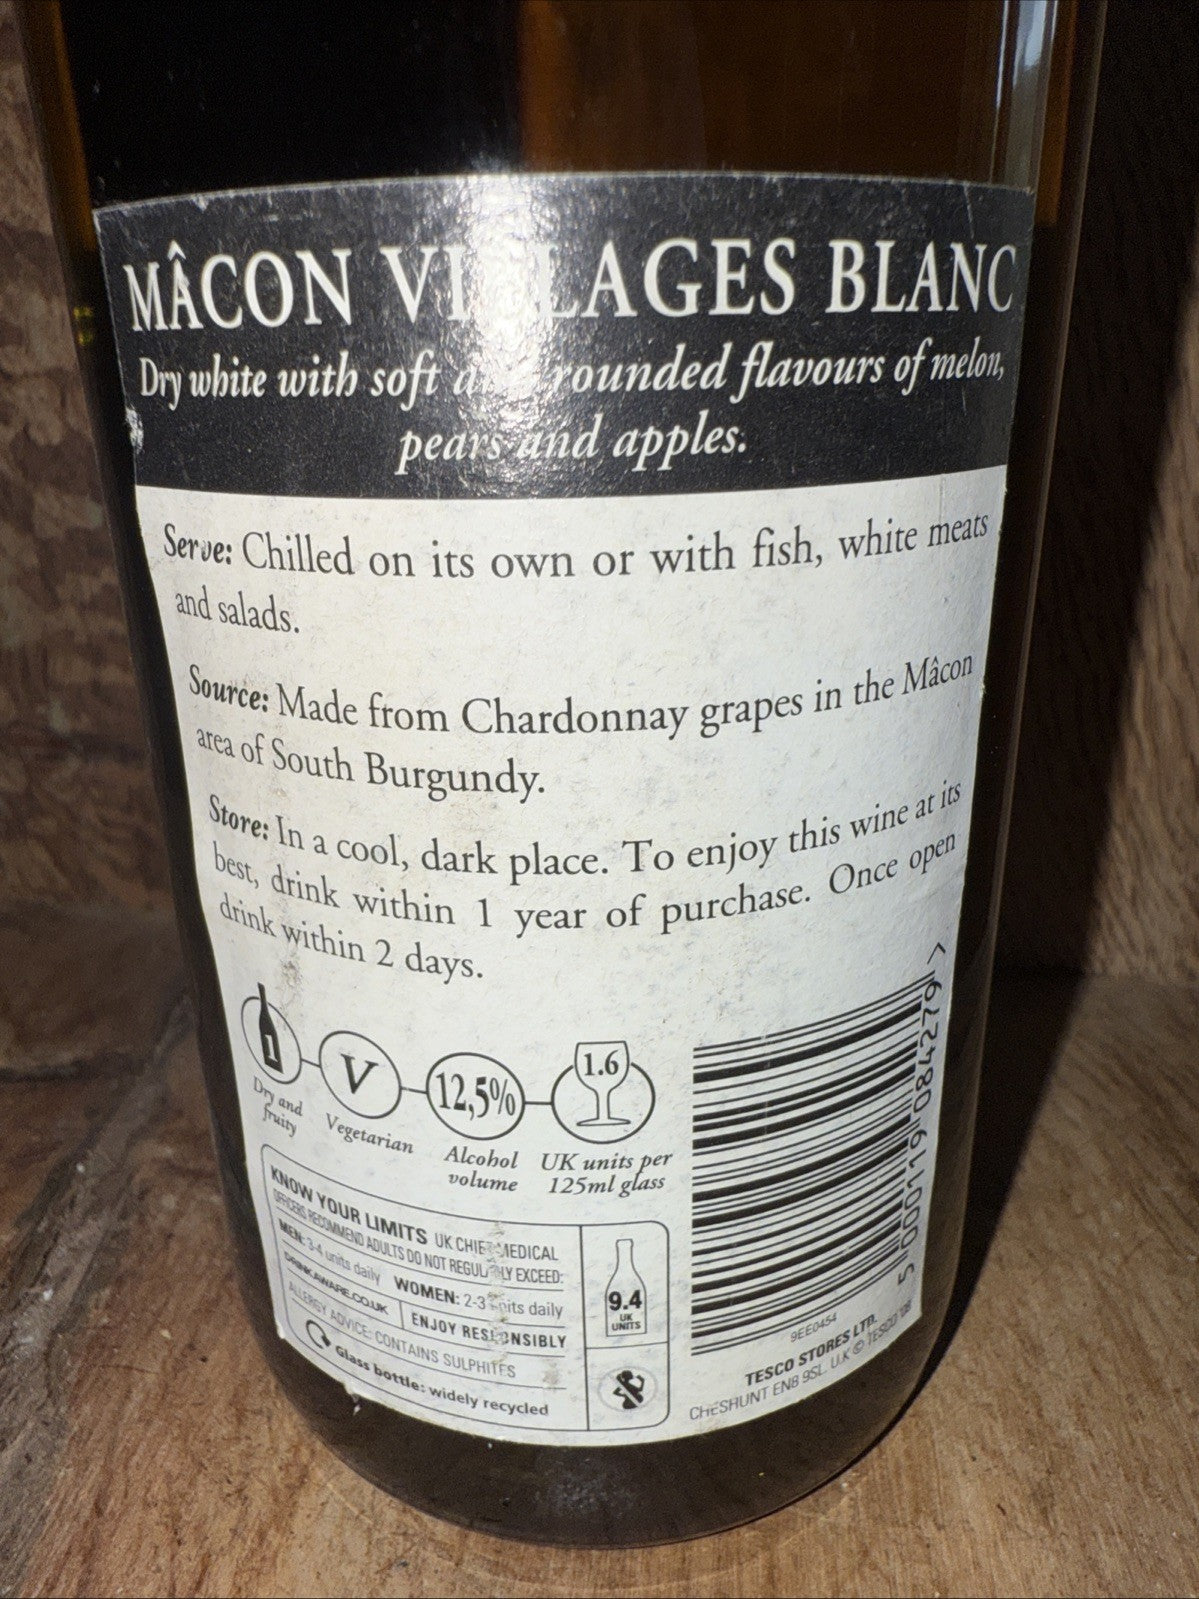 MÂCON VILLAGES BLANC
Dry white with soft and rounded flavours of melon,
pears and apples.
Serve: Chilled on its own or with fish, white meats
and salads.
Source: Made from Chardonnay grapes in the Mâcon
area of South Burgundy.
Store: In a cool, dark place. To enjoy this wine at its
best, drink within 1 year of purchase. Once open
drink within 2 days.
1
Dry and
fruity
V
Vegetarian
12,5%
Alcohol
volume
1.6
UK units per
125ml glass
KNOW YOUR LIMITS UK CHIEF MEDICAL
OFFICERS RECOMMEND ADULTS DO NOT REGULARLY EXCEED:
MEN: 3-4 units daily WOMEN: 2-3 units daily
DRINKAWARE.CO.UK ENJOY RESPONSIBLY
ALLERGY ADVICE: CONTAINS SULPHITES
Glass bottle: widely recycled
9.4
UK
UNITS
5 000119 084279 >
9EE0454
TESCO STORES LTD.
CHESHUNT EN8 9SL. U.K © TESCO '08